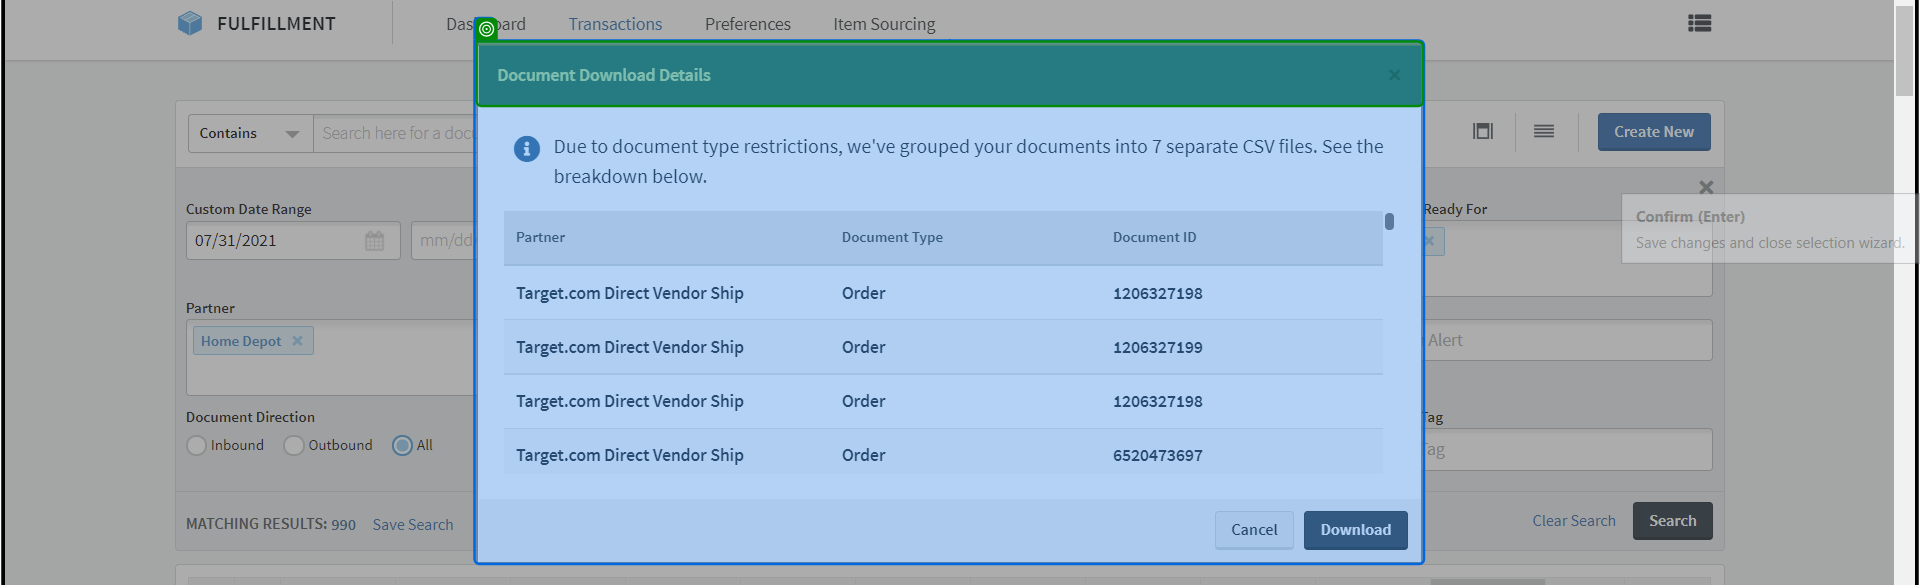 FULFILLMENT
Dashboard Transactions Preferences Item Sourcing
Document Download Details ×
Contains Search here for a doc
Create New
Due to document type restrictions, we've grouped your documents into 7 separate CSV files. See the
breakdown below.
Custom Date Range
07/31/2021 mm/dd
Ready For
Confirm (Enter)
Save changes and close selection wizard.
Partner Document Type Document ID
Target.com Direct Vendor Ship Order 1206327198
Target.com Direct Vendor Ship Order 1206327199
Target.com Direct Vendor Ship Order 1206327198
Target.com Direct Vendor Ship Order 6520473697
Partner
Home Depot ×
Alert
Document Direction
Inbound Outbound All
Tag
ag
MATCHING RESULTS: 990 Save Search
Cancel Download
Clear Search Search